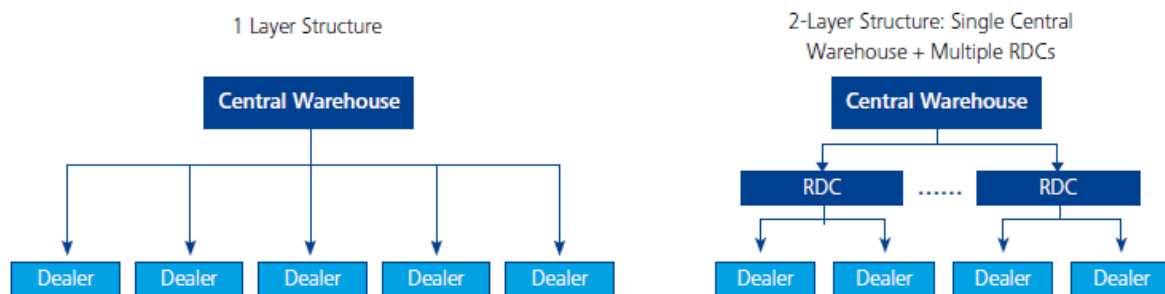 1 Layer Structure
Central Warehouse
Dealer
Dealer
Dealer
Dealer
Dealer
2-Layer Structure: Single Central
Warehouse + Multiple RDCs
Central Warehouse
RDC
......
RDC
Dealer
Dealer
Dealer
Dealer